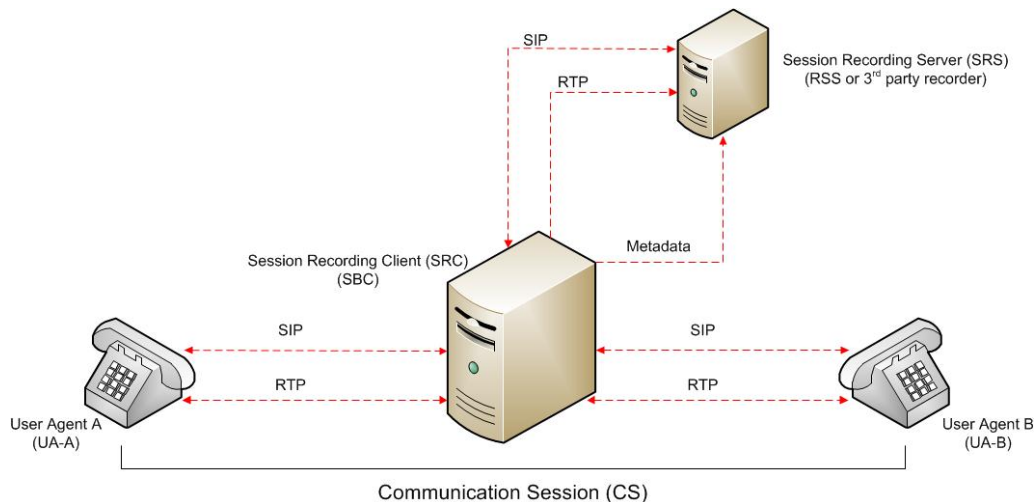 SIP
RTP
Session Recording Server (SRS)
(RSS or 3rd party recorder)
Metadata
Session Recording Client (SRC)
(SBC)
SIP
SIP
RTP
RTP
User Agent A
(UA-A)
User Agent B
(UA-B)
Communication Session (CS)